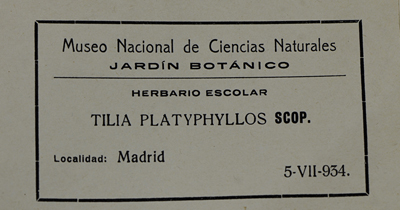 Museo Nacional de Ciencias Naturales
JARDÍN BOTÁNICO
HERBARIO ESCOLAR
TILIA PLATYPHYLLOS SCOP.
Localidad: Madrid
5-VII-934.